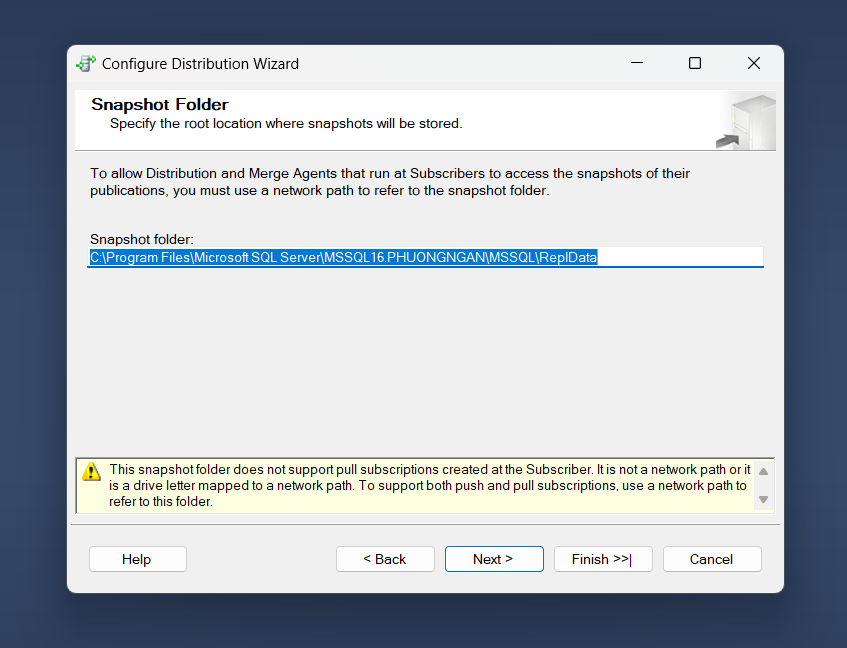 Configure Distribution Wizard
Snapshot Folder
Specify the root location where snapshots will be stored.
To allow Distribution and Merge Agents that run at Subscribers to access the snapshots of their
publications, you must use a network path to refer to the snapshot folder.
Snapshot folder:
C:\Program Files\Microsoft SQL Server\MSSQL16.PHUONGNGAN\MSSQL\ReplData
This snapshot folder does not support pull subscriptions created at the Subscriber. It is not a network path or it
is a drive letter mapped to a network path. To support both push and pull subscriptions, use a network path to
refer to this folder.
Help
< Back
Next >
Finish >>|
Cancel